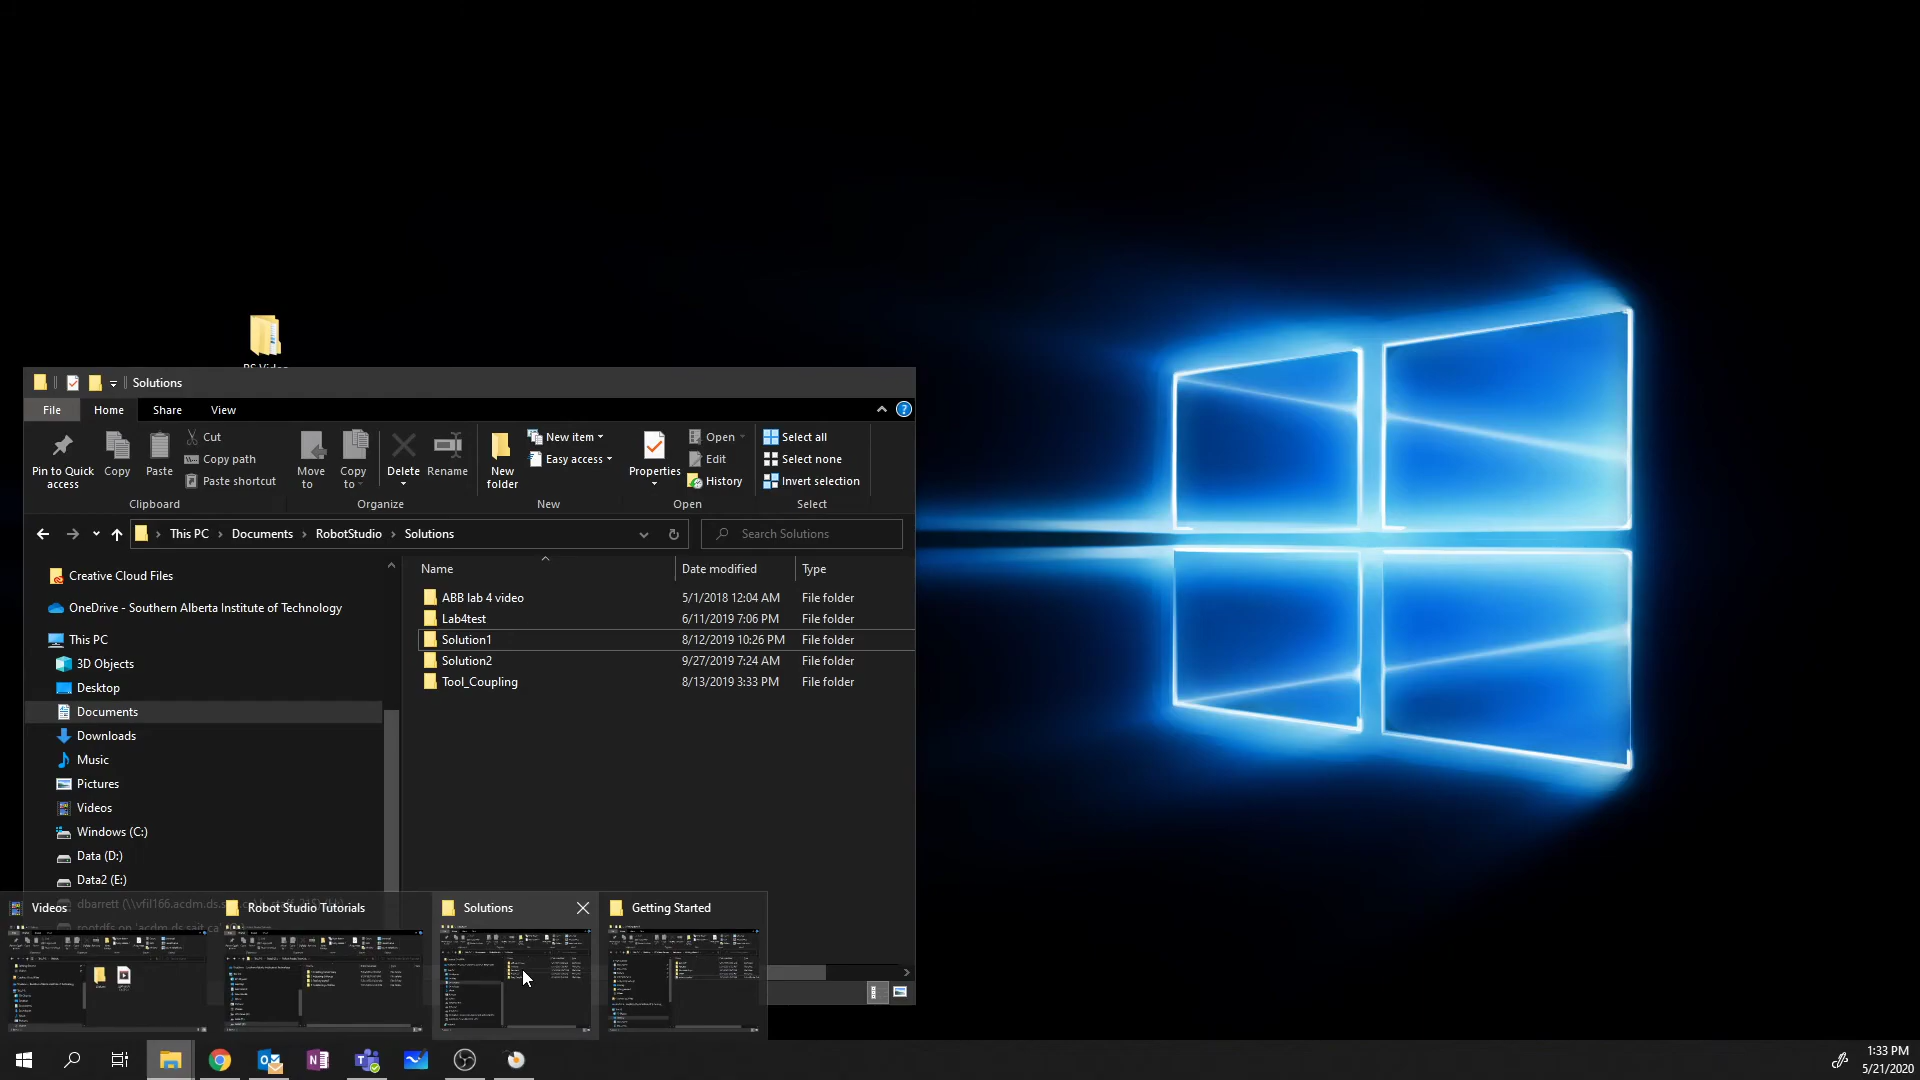 Solutions
File Home Share View
Pin to Quick access
Copy
Paste
Cut
Copy path
Paste shortcut
Move to
Copy to
Delete
Rename
New folder
New item
Easy access
Properties
Open
Edit
History
Select all
Select none
Invert selection
Clipboard Organize New Open Select
This PC Documents RobotStudio Solutions
Search Solutions
Creative Cloud Files
OneDrive - Southern Alberta Institute of Technology
This PC
3D Objects
Desktop
Documents
Downloads
Music
Pictures
Videos
Windows (C:)
Data (D:)
Data2 (E:)
Name Date modified Type
ABB lab 4 video 5/1/2018 12:04 AM File folder
Lab4test 6/11/2019 7:06 PM File folder
Solution1 8/12/2019 10:26 PM File folder
Solution2 9/27/2019 7:24 AM File folder
Tool_Coupling 8/13/2019 3:33 PM File folder
Videos Robot Studio Tutorials Solutions Getting Started
1:33 PM
5/21/2020